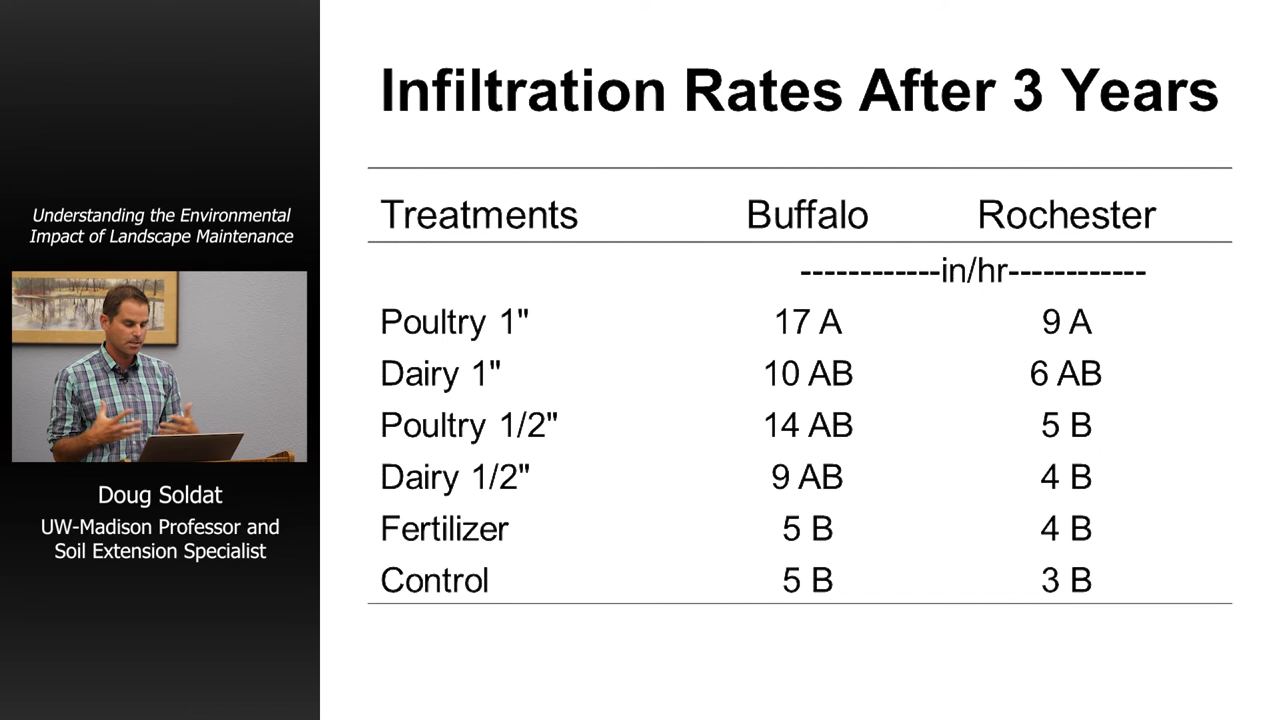 Infiltration Rates After 3 Years
Understanding the Environmental
Impact of Landscape Maintenance
Doug Soldat
UW-Madison Professor and
Soil Extension Specialist
Treatments Buffalo Rochester
------------in/hr------------
Poultry 1" 17 A 9 A
Dairy 1" 10 AB 6 AB
Poultry 1/2" 14 AB 5 B
Dairy 1/2" 9 AB 4 B
Fertilizer 5 B 4 B
Control 5 B 3 B